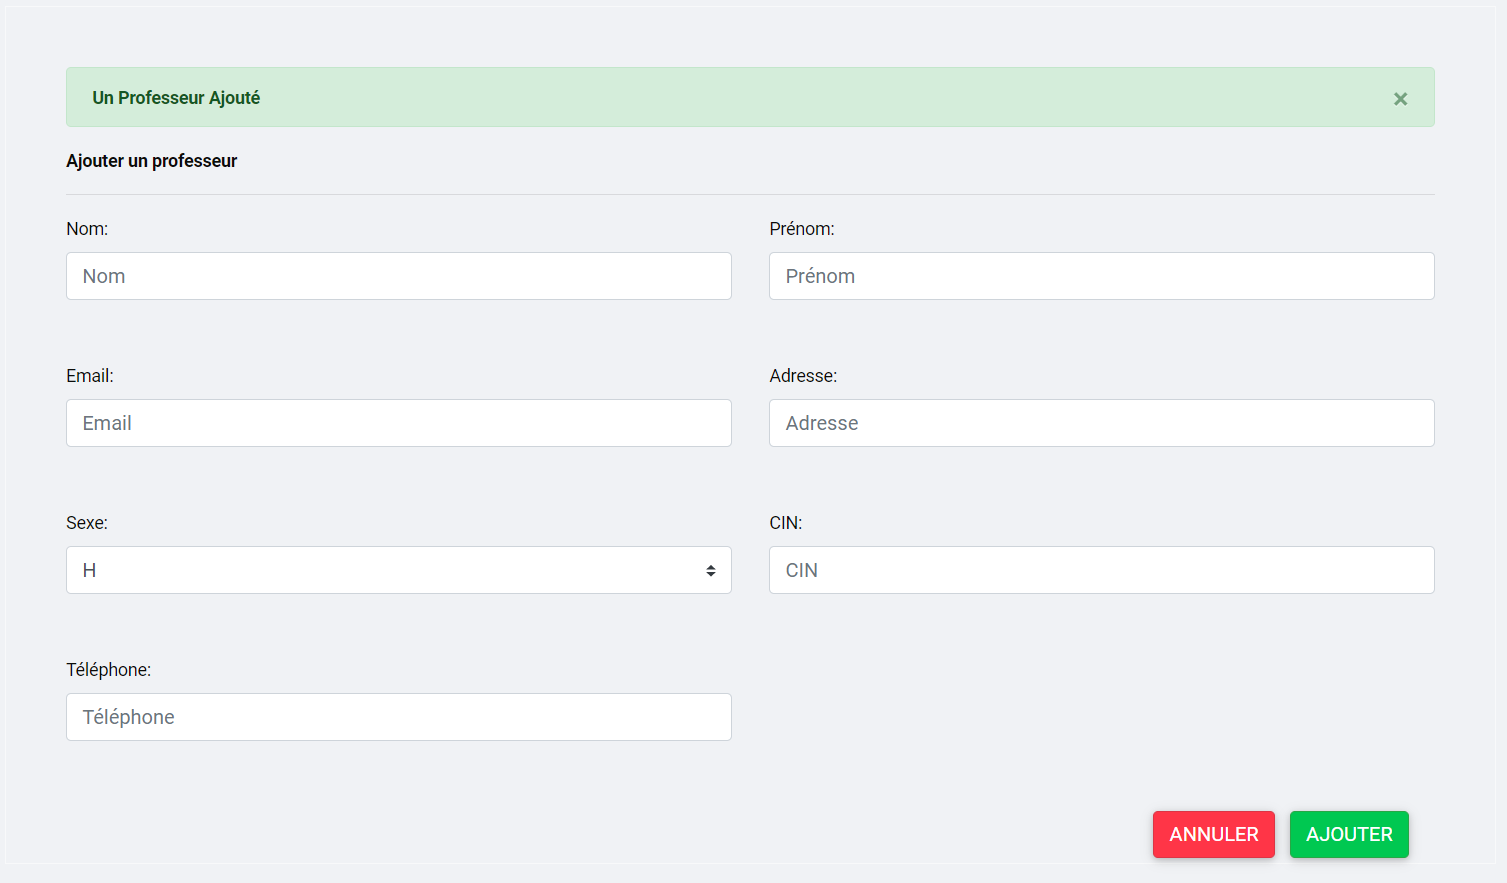 Un Professeur Ajouté ×
Ajouter un professeur
Nom: Prénom:
Nom Prénom
Email: Adresse:
Email Adresse
Sexe: CIN:
H CIN
Téléphone:
Téléphone
ANNULER AJOUTER